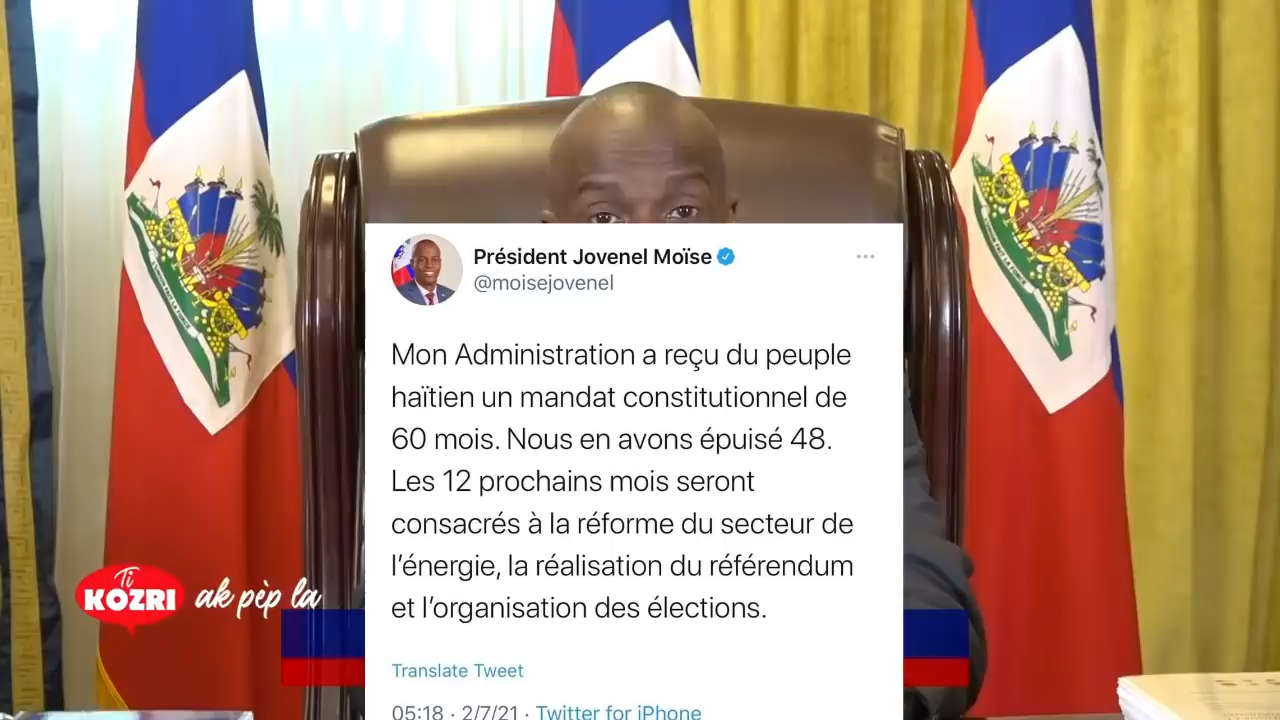 Président Jovenel Moïse
@moisejovenel
Mon Administration a reçu du peuple
haïtien un mandat constitutionnel de
60 mois. Nous en avons épuisé 48.
Les 12 prochains mois seront
consacrés à la réforme du secteur de
l'énergie, la réalisation du référendum
et l'organisation des élections.
Translate Tweet
05:18 · 2/7/21 · Twitter for iPhone
Ti
KOZRI ak pèp la